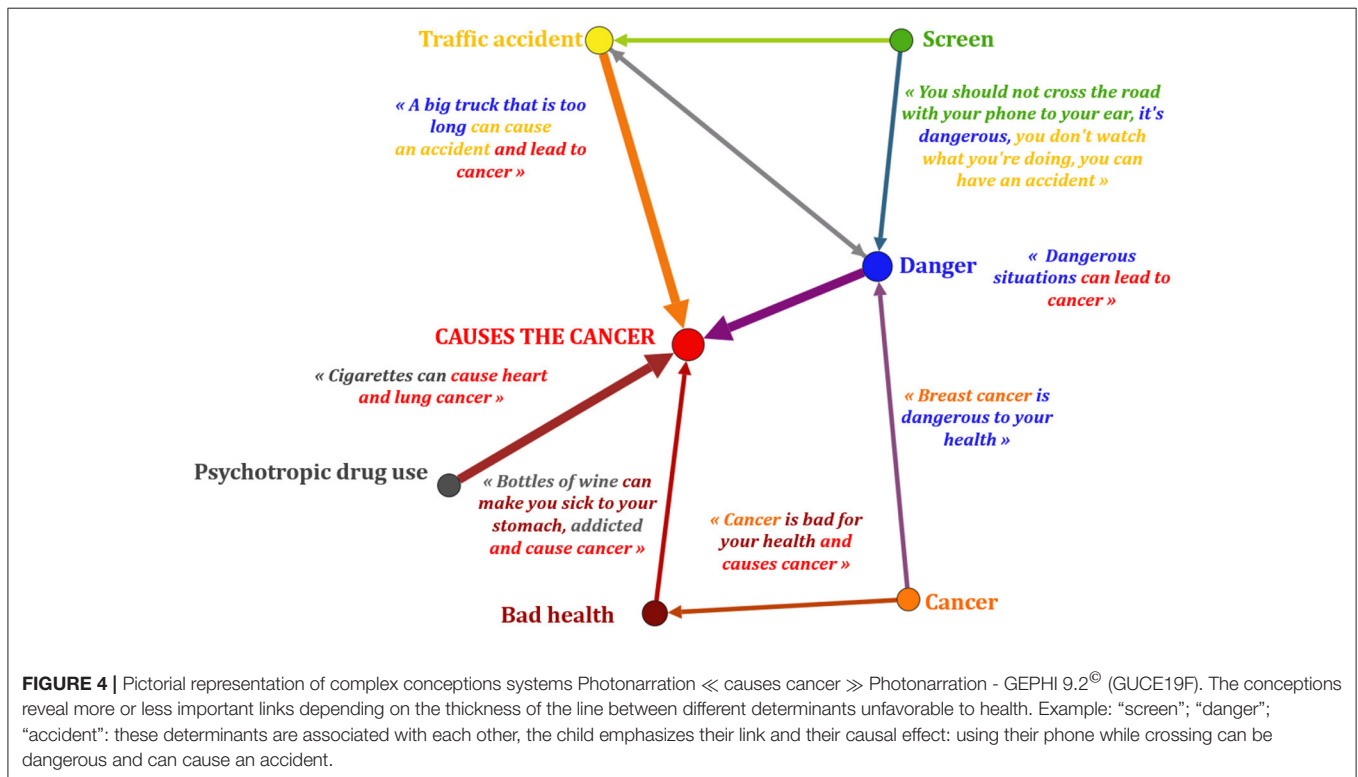 Traffic accident
Screen
« A big truck that is too
long can cause
an accident and lead to
cancer »
« You should not cross the road
with your phone to your ear, it's
dangerous, you don't watch
what you're doing, you can
have an accident »
Danger
« Dangerous
situations can lead to
cancer »
CAUSES THE CANCER
« Cigarettes can cause heart
and lung cancer »
« Breast cancer is
dangerous to your
health »
Psychotropic drug use
« Bottles of wine can
make you sick to your
stomach, addicted
and cause cancer »
« Cancer is bad for
your health and
causes cancer »
Bad health
Cancer
FIGURE 4 | Pictorial representation of complex conceptions systems Photonarration ≪ causes cancer ≫ Photonarration - GEPHI 9.2© (GUCE19F). The conceptions
reveal more or less important links depending on the thickness of the line between different determinants unfavorable to health. Example: “screen”; “danger”;
“accident”: these determinants are associated with each other, the child emphasizes their link and their causal effect: using their phone while crossing can be
dangerous and can cause an accident.